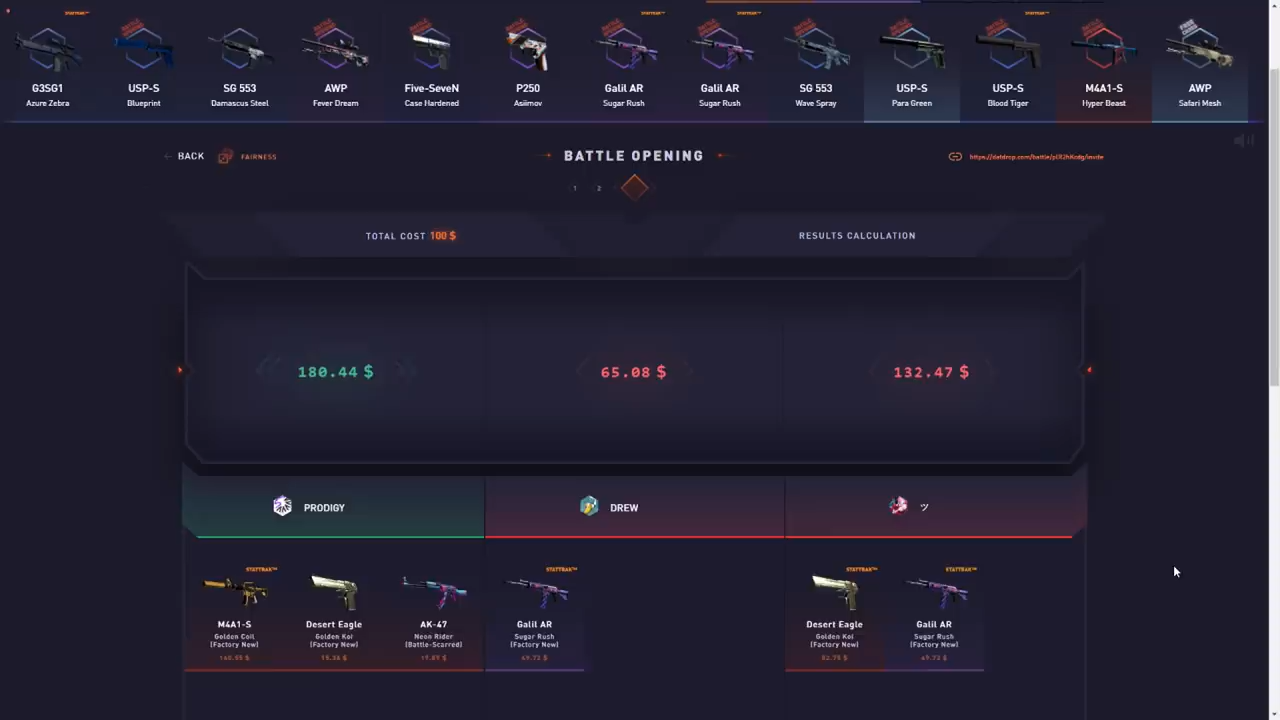 STATTRAK™ STATTRAK™ STATTRAK™ STATTRAK™
G3SG1 USP-S SG 553 AWP Five-SeveN P250 Galil AR Galil AR SG 553 USP-S USP-S M4A1-S AWP
Azure Zebra Blueprint Damascus Steel Fever Dream Case Hardened Asiimov Sugar Rush Sugar Rush Wave Spray Para Green Blood Tiger Hyper Beast Safari Mesh
← BACK FAIRNESS BATTLE OPENING
1 2
TOTAL COST 100 $ RESULTS CALCULATION
180.44 $ 65.08 $ 132.47 $
PRODIGY DREW ツ
STATTRAK™ STATTRAK™ STATTRAK™ STATTRAK™
M4A1-S Desert Eagle AK-47 Galil AR Desert Eagle Galil AR
Golden Coil Golden Koi Neon Rider Sugar Rush Golden Koi Sugar Rush
(Factory New) (Factory New) (Battle-Scarred) (Factory New) (Factory New) (Factory New)